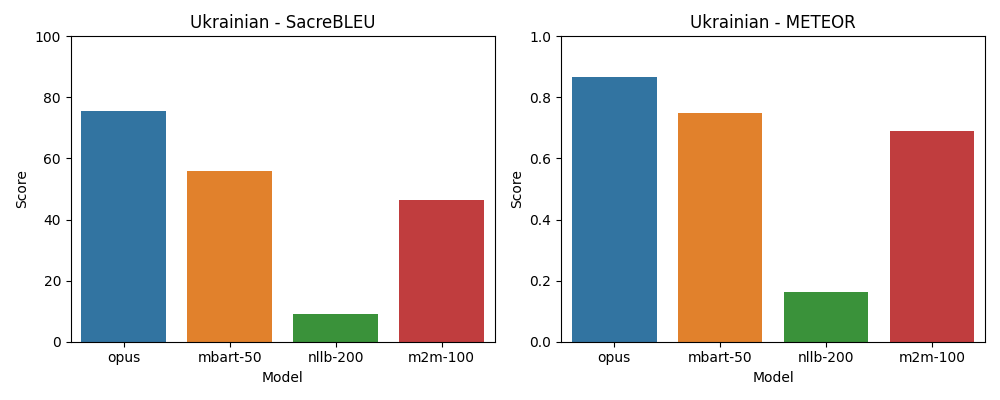 Ukrainian - SacreBLEU
100
80
60
40
20
0
Score
opus mbart-50 nllb-200 m2m-100
Model
Ukrainian - METEOR
1.0
0.8
0.6
0.4
0.2
0.0
Score
opus mbart-50 nllb-200 m2m-100
Model